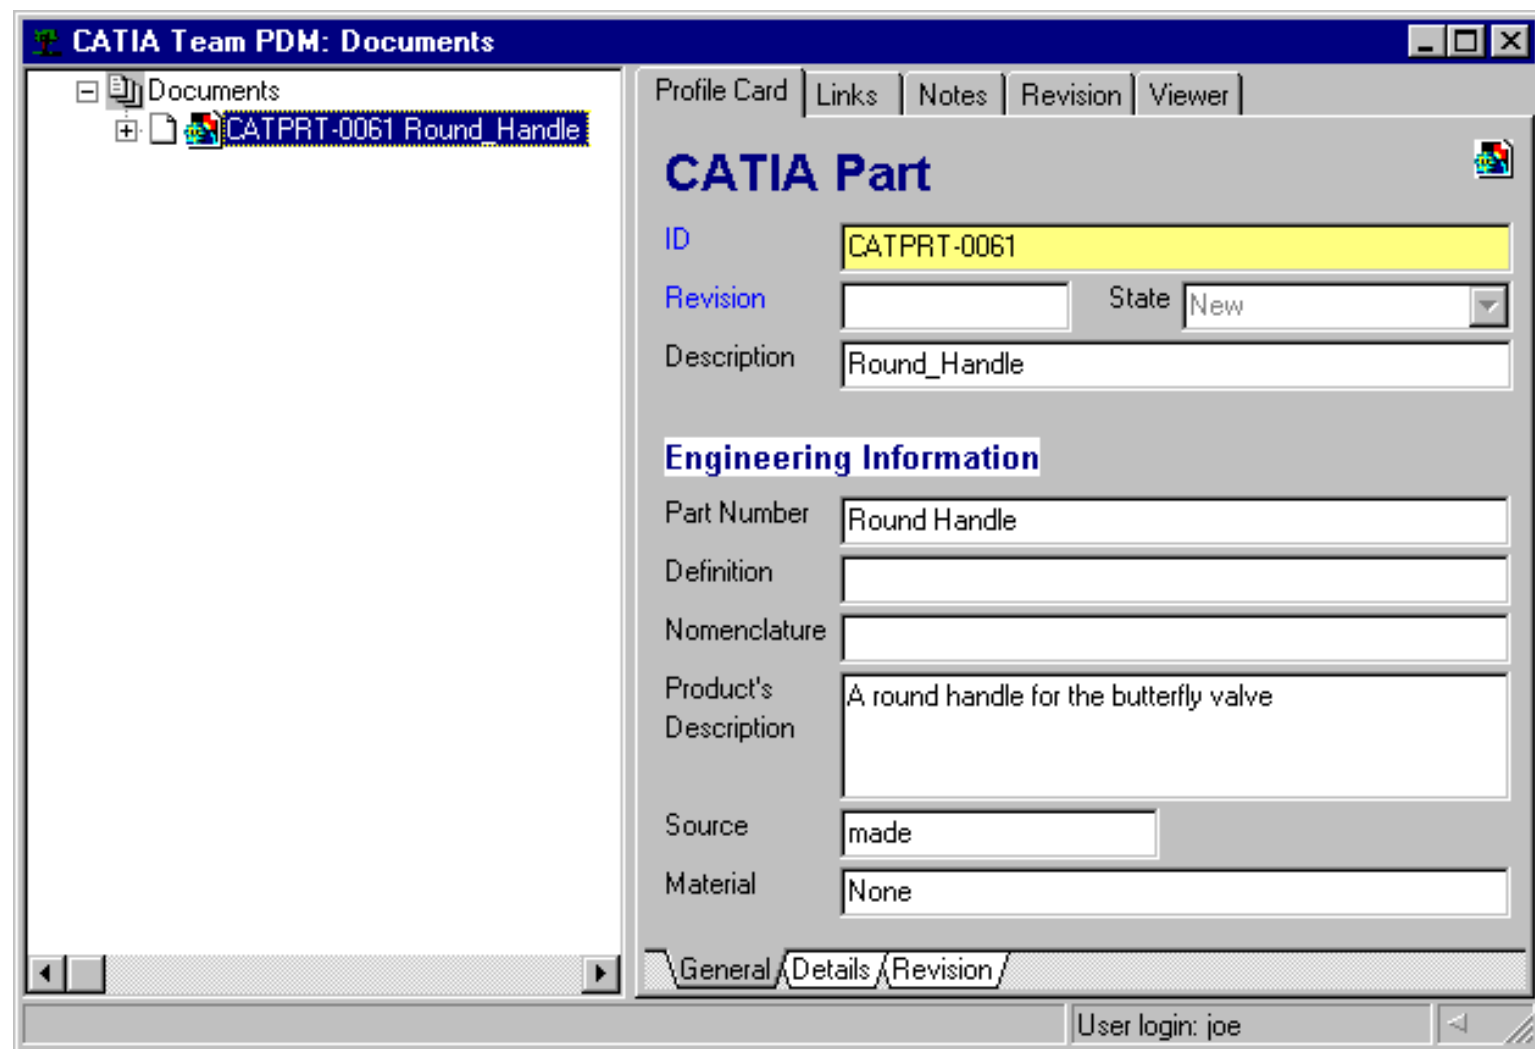 CATIA Team PDM: Documents
Documents
CATPRT-0061 Round_Handle
Profile Card Links Notes Revision Viewer
CATIA Part
ID CATPRT-0061
Revision State New
Description Round_Handle
Engineering Information
Part Number Round Handle
Definition
Nomenclature
Product's A round handle for the butterfly valve
Description
Source made
Material None
General Details Revision
User login: joe